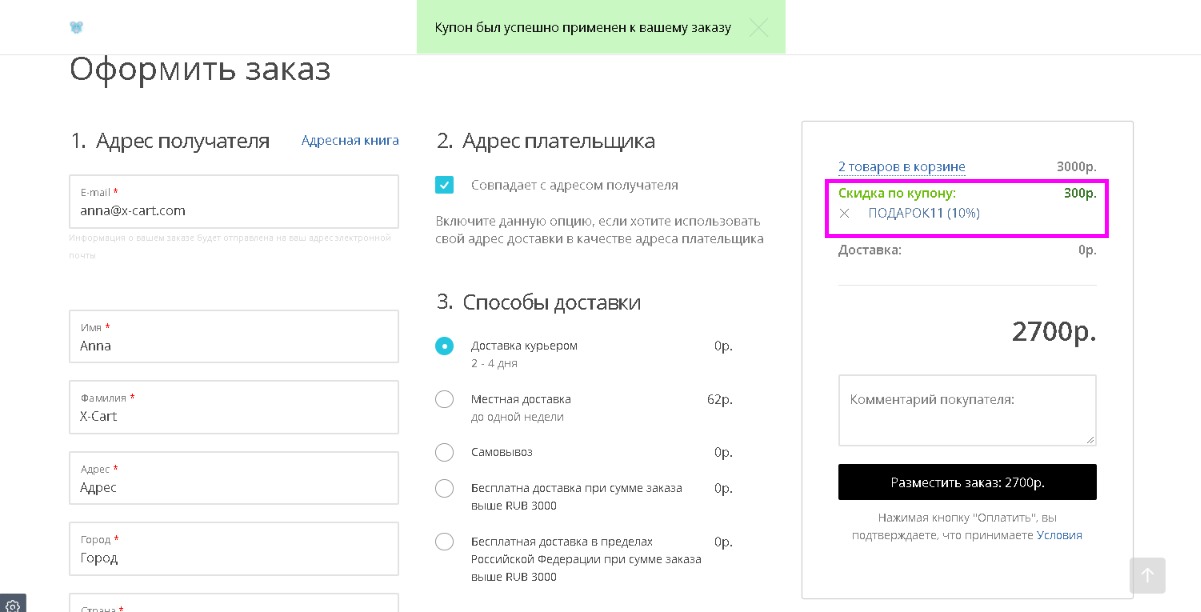 Купон был успешно применен к вашему заказу
Оформить заказ
1. Адрес получателя
Адресная книга
E-mail *
anna@x-cart.com
Информация о вашем заказе будет отправлена на ваш адрес электронной
почты
Имя *
Anna
Фамилия *
X-Cart
Адрес *
Адрес
Город *
Город
Страна *
2. Адрес плательщика
Совпадает с адресом получателя
Включите данную опцию, если хотите использовать
свой адрес доставки в качестве адреса плательщика
3. Способы доставки
Доставка курьером 0р.
2 - 4 дня
Местная доставка 62р.
до одной недели
Самовывоз 0р.
Бесплатна доставка при сумме заказа 0р.
выше RUB 3000
Бесплатная доставка в пределах 0р.
Российской Федерации при сумме заказа
выше RUB 3000
2 товаров в корзине 3000р.
Скидка по купону: 300р.
ПОДАРОК11 (10%)
Доставка: 0р.
2700р.
Комментарий покупателя:
Разместить заказ: 2700р.
Нажимая кнопку "Оплатить", вы
подтверждаете, что принимаете Условия